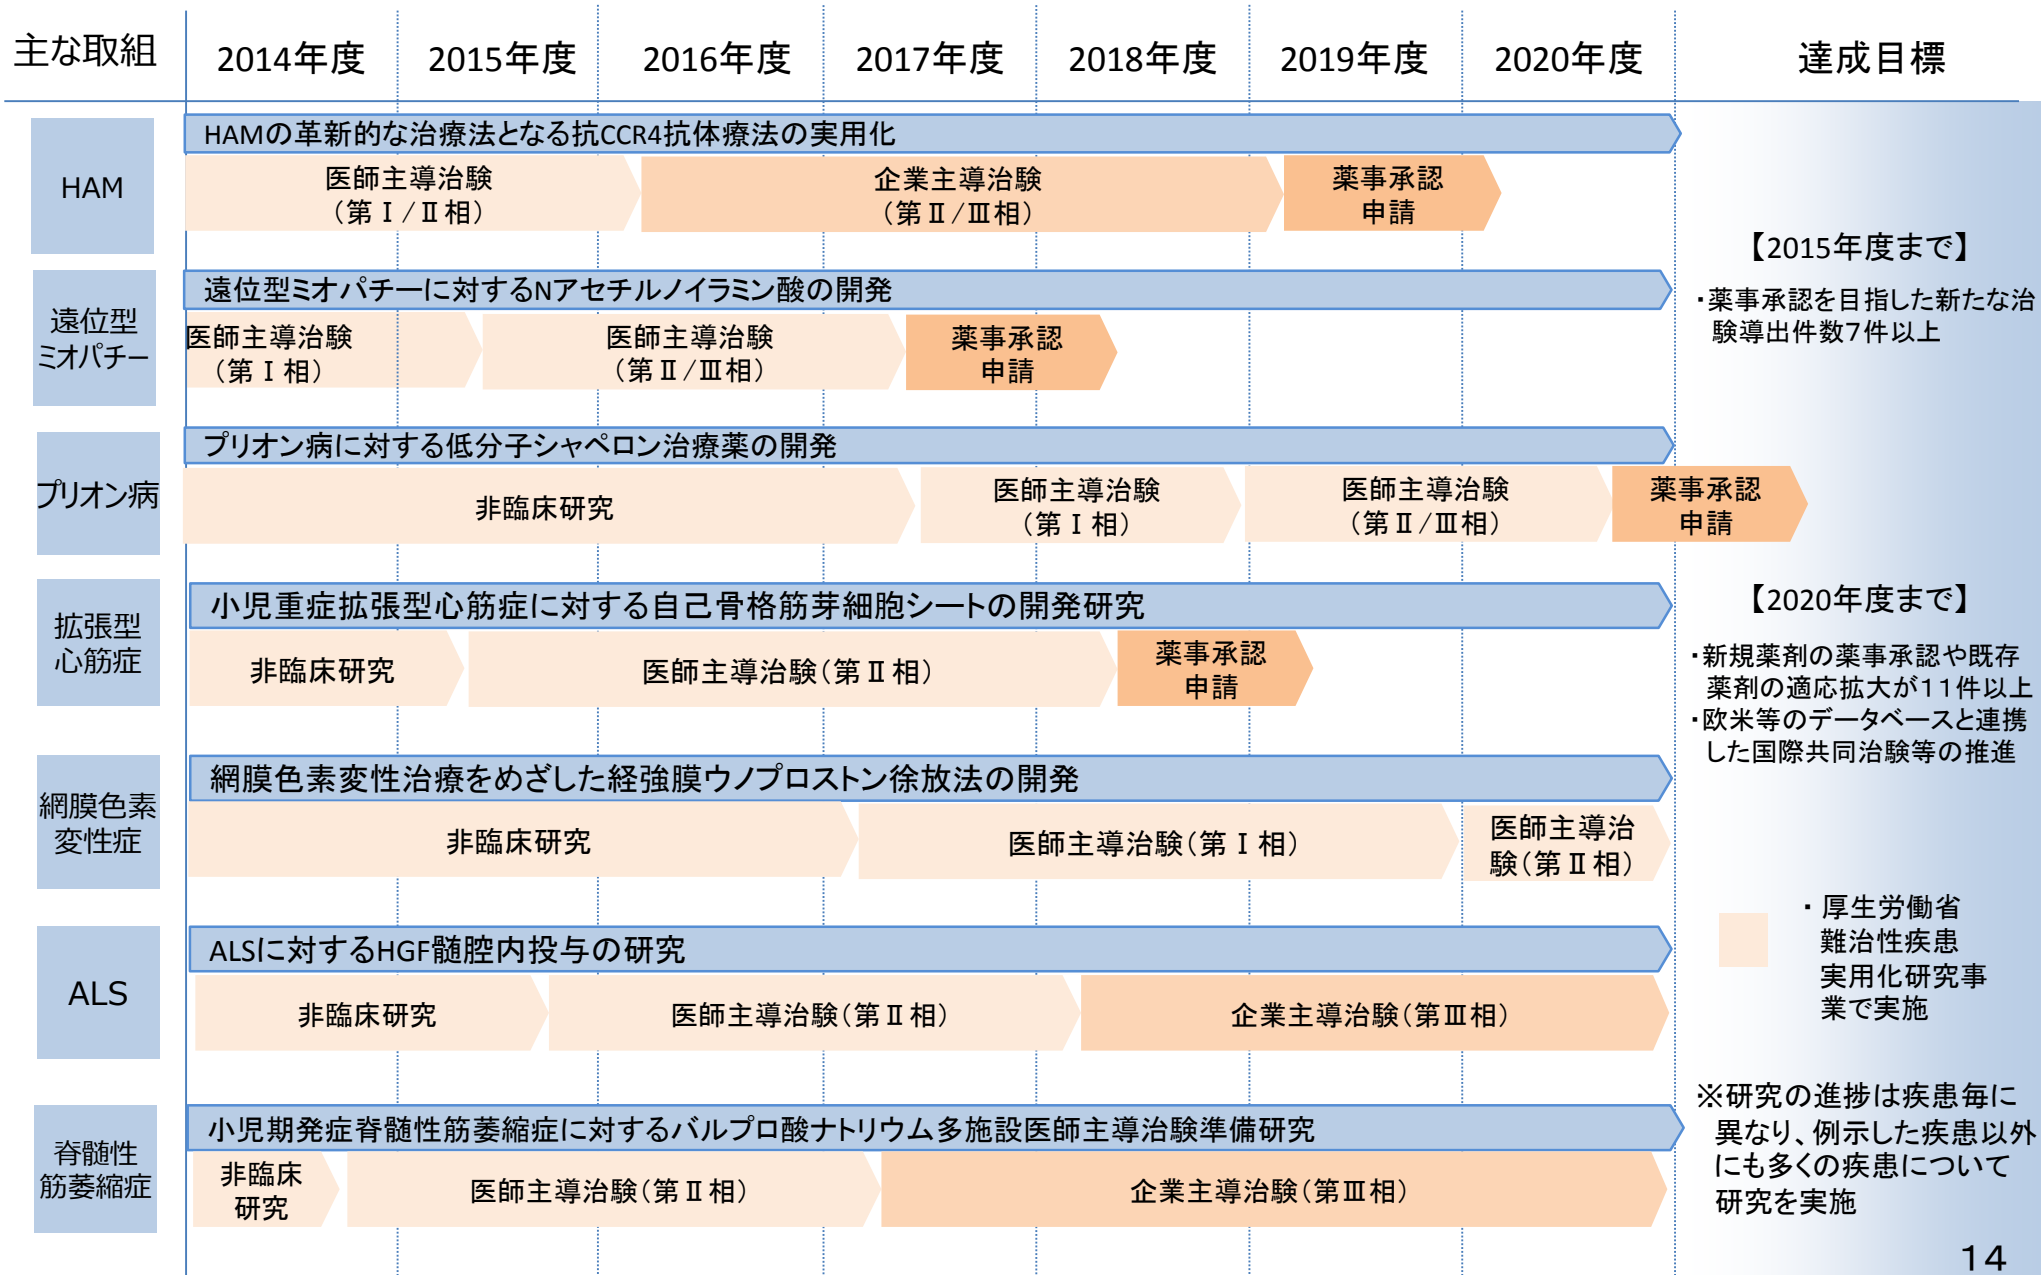 主な取組
2014年度
2015年度
2016年度
2017年度
2018年度
2019年度
2020年度
達成目標
HAM
HAMの革新的な治療法となる抗CCR4抗体療法の実用化
医師主導治験
（第Ⅰ/Ⅱ相）
企業主導治験
（第Ⅱ/Ⅲ相）
薬事承認
申請
遠位型
ミオパチー
遠位型ミオパチーに対するNアセチルノイラミン酸の開発
医師主導治験
（第Ⅰ相）
医師主導治験
（第Ⅱ/Ⅲ相）
薬事承認
申請
プリオン病
プリオン病に対する低分子シャペロン治療薬の開発
非臨床研究
医師主導治験
（第Ⅰ相）
医師主導治験
（第Ⅱ/Ⅲ相）
薬事承認
申請
拡張型
心筋症
小児重症拡張型心筋症に対する自己骨格筋芽細胞シートの開発研究
非臨床研究
医師主導治験（第Ⅱ相）
薬事承認
申請
網膜色素
変性症
網膜色素変性治療をめざした経強膜ウノプロストン徐放法の開発
非臨床研究
医師主導治験（第Ⅰ相）
医師主導治
験（第Ⅱ相）
ALS
ALSに対するHGF髄腔内投与の研究
非臨床研究
医師主導治験（第Ⅱ相）
企業主導治験（第Ⅲ相）
脊髄性
筋萎縮症
小児期発症脊髄性筋萎縮症に対するバルプロ酸ナトリウム多施設医師主導治験準備研究
非臨床
研究
医師主導治験（第Ⅱ相）
企業主導治験（第Ⅲ相）
【2015年度まで】
・薬事承認を目指した新たな治
験導出件数７件以上
【2020年度まで】
・新規薬剤の薬事承認や既存
薬剤の適応拡大が１１件以上
・欧米等のデータベースと連携
した国際共同治験等の推進
・厚生労働省
難治性疾患
実用化研究事
業で実施
※研究の進捗は疾患毎に
異なり、例示した疾患以外
にも多くの疾患について
研究を実施
14